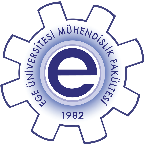 EGE ÜNİVERSİTESİ MÜHENDİSLİK FAKÜLTESİ
e
1982